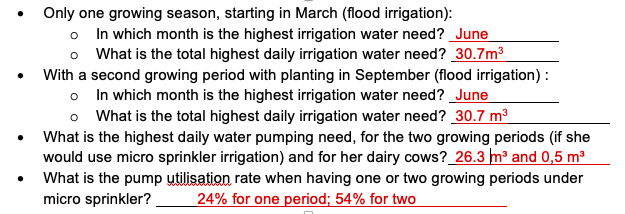 • Only one growing season, starting in March (flood irrigation):
o In which month is the highest irrigation water need? June
o What is the total highest daily irrigation water need? 30.7m³
• With a second growing period with planting in September (flood irrigation) :
o In which month is the highest irrigation water need? June
o What is the total highest daily irrigation water need? 30.7 m³
• What is the highest daily water pumping need, for the two growing periods (if she
would use micro sprinkler irrigation) and for her dairy cows? 26.3 m³ and 0,5 m³
• What is the pump utilisation rate when having one or two growing periods under
micro sprinkler? 24% for one period; 54% for two